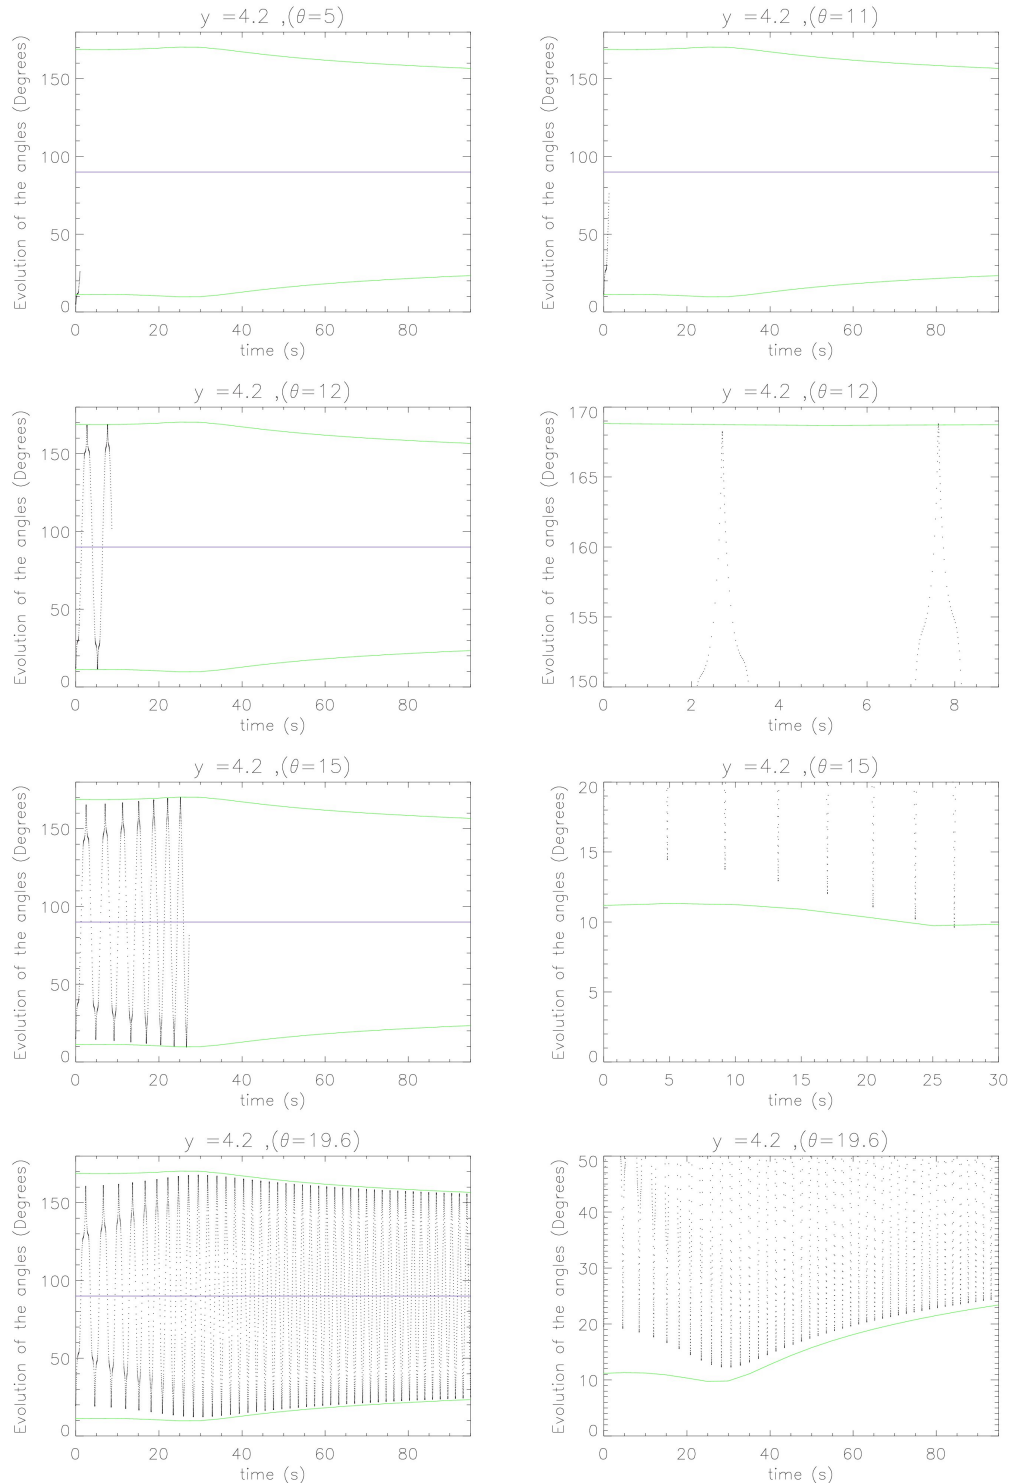 y =4.2 ,(θ=5)
Evolution of the angles (Degrees)
150
100
50
0
0 20 40 60 80
time (s)
y =4.2 ,(θ=11)
Evolution of the angles (Degrees)
150
100
50
0
0 20 40 60 80
time (s)
y =4.2 ,(θ=12)
Evolution of the angles (Degrees)
150
100
50
0
0 20 40 60 80
time (s)
y =4.2 ,(θ=12)
Evolution of the angles (Degrees)
170
165
160
155
150
2 4 6 8
time (s)
y =4.2 ,(θ=15)
Evolution of the angles (Degrees)
150
100
50
0
0 20 40 60 80
time (s)
y =4.2 ,(θ=15)
Evolution of the angles (Degrees)
20
15
10
5
0
0 5 10 15 20 25 30
time (s)
y =4.2 ,(θ=19.6)
Evolution of the angles (Degrees)
150
100
50
0
0 20 40 60 80
time (s)
y =4.2 ,(θ=19.6)
Evolution of the angles (Degrees)
50
40
30
20
10
0
0 20 40 60 80
time (s)